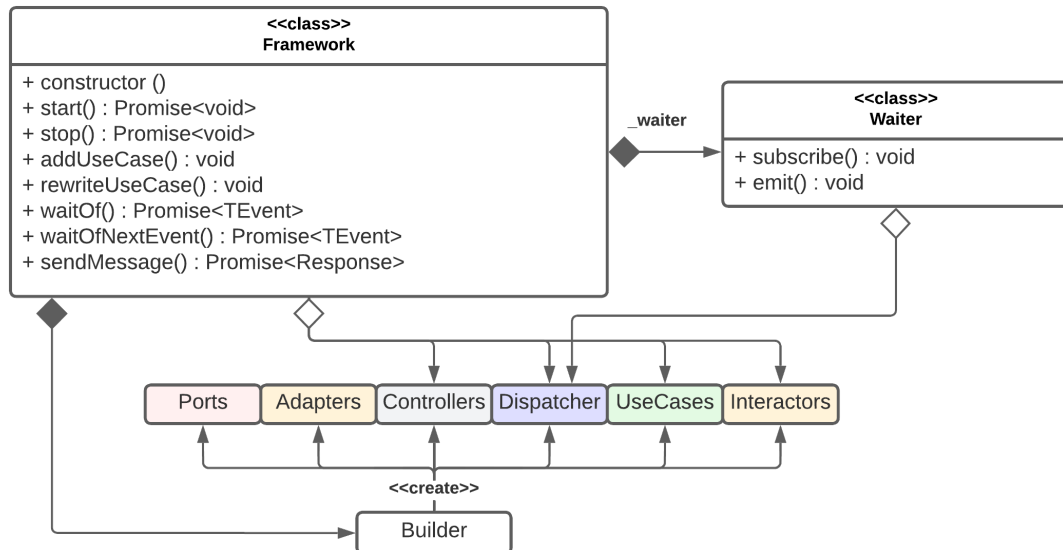 <<class>>
Framework
+ constructor ()
+ start() : Promise<void>
+ stop() : Promise<void>
+ addUseCase() : void
+ rewriteUseCase() : void
+ waitOf() : Promise<TEvent>
+ waitOfNextEvent() : Promise<TEvent>
+ sendMessage() : Promise<Response>
_waiter
<<class>>
Waiter
+ subscribe() : void
+ emit() : void
Ports
Adapters
Controllers
Dispatcher
UseCases
Interactors
<<create>>
Builder